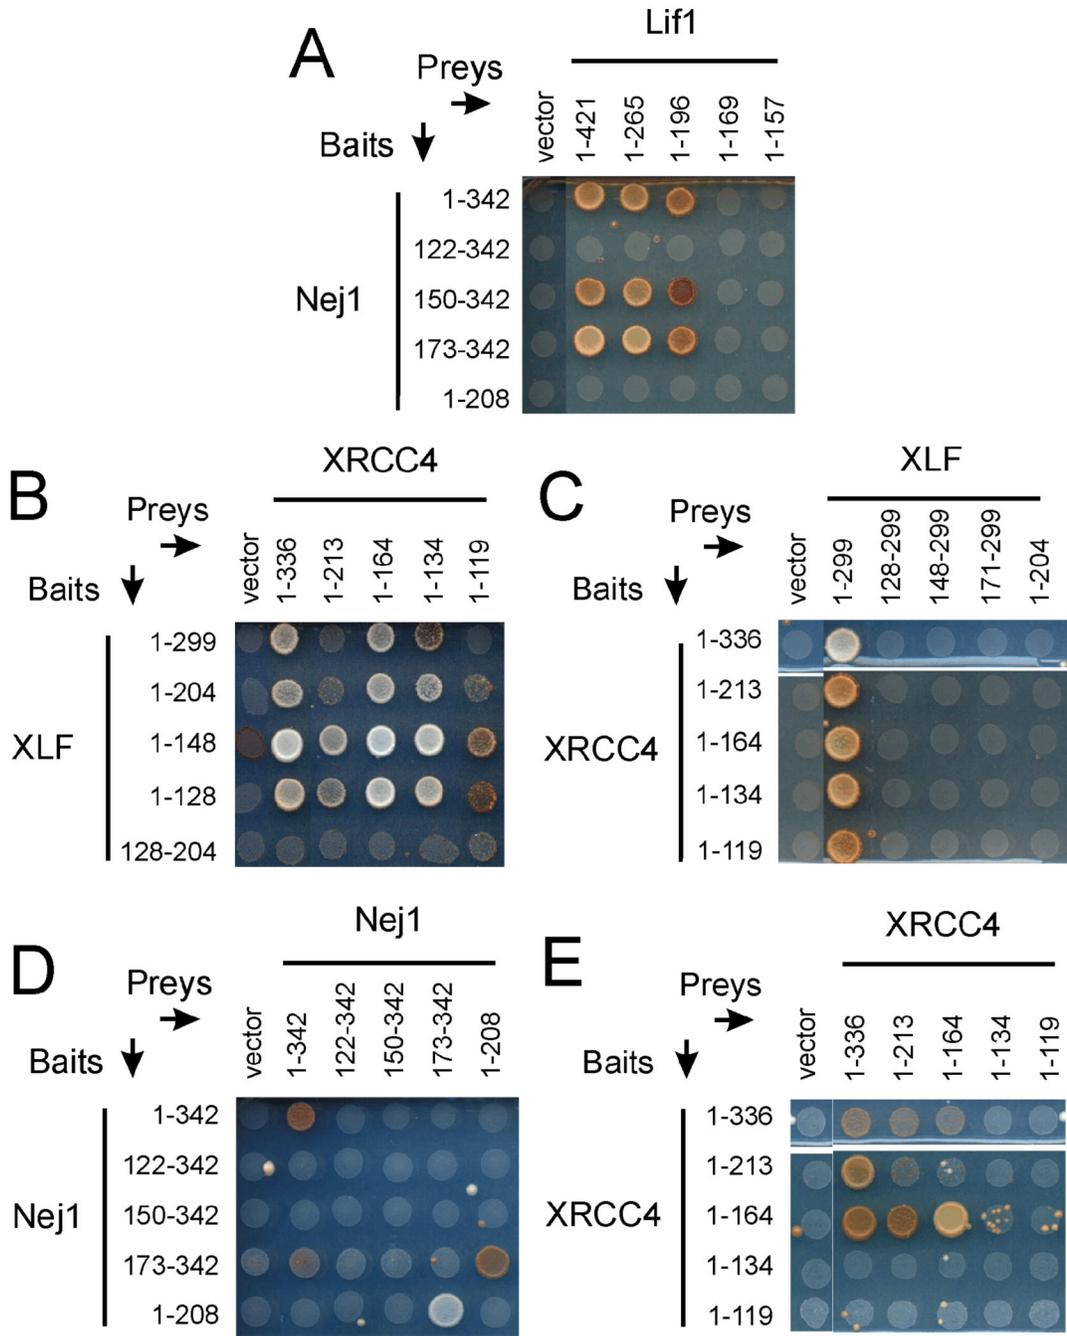 A
Lif1
Preys
Baits
vector
1-421
1-265
1-196
1-169
1-157
Nej1
1-342
122-342
150-342
173-342
1-208
B
XRCC4
Preys
Baits
vector
1-336
1-213
1-164
1-134
1-119
XLF
1-299
1-204
1-148
1-128
128-204
C
XLF
Preys
Baits
vector
1-299
128-299
148-299
171-299
1-204
XRCC4
1-336
1-213
1-164
1-134
1-119
D
Nej1
Preys
Baits
vector
1-342
122-342
150-342
173-342
1-208
Nej1
1-342
122-342
150-342
173-342
1-208
E
XRCC4
Preys
Baits
vector
1-336
1-213
1-164
1-134
1-119
XRCC4
1-336
1-213
1-164
1-134
1-119